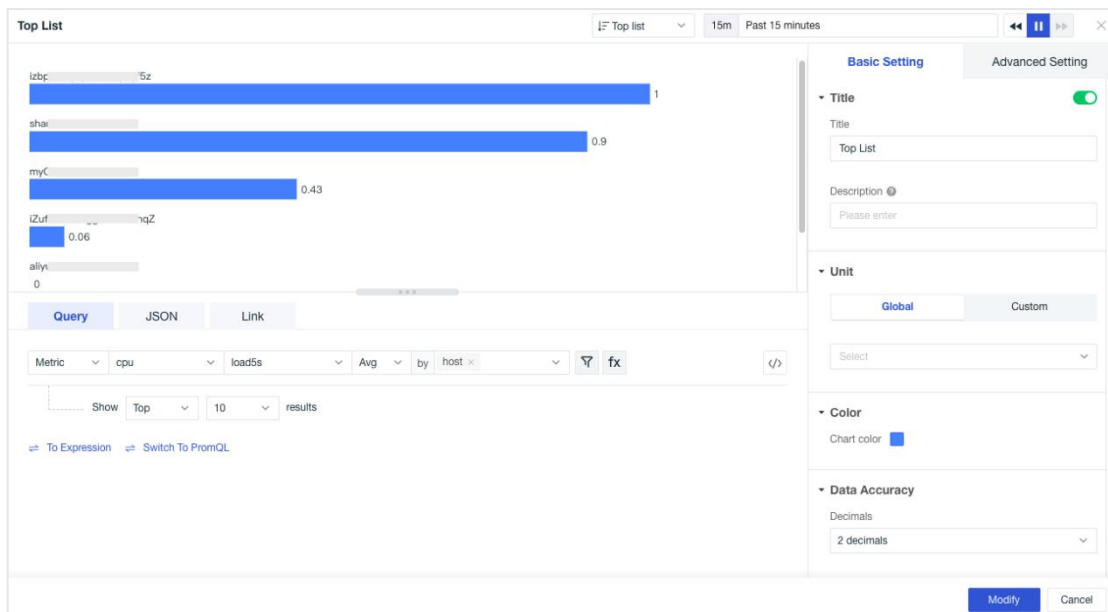 Top List
Top list
15m Past 15 minutes
Basic Setting Advanced Setting
1
0.9
0.43
0.06
0
Title
Title
Top List
Description
Please enter
Unit
Global Custom
Select
Color
Chart color
Data Accuracy
Decimals
2 decimals
Query JSON Link
Metric cpu load5s Avg by host × fx </>
Show Top 10 results
To Expression Switch To PromQL
Modify Cancel